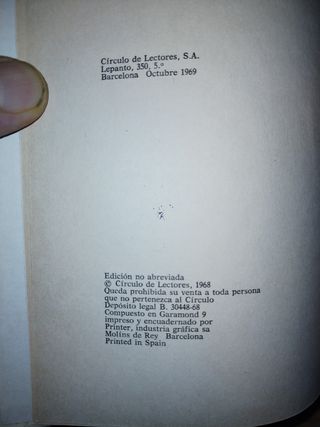 Círculo de Lectores, S.A.
Lepanto, 350, 5.º
Barcelona Octubre 1969
Edición no abreviada
© Círculo de Lectores, 1968
Queda prohibida su venta a toda persona
que no pertenezca al Círculo
Depósito legal B. 30448-68
Compuesto en Garamond 9
impreso y encuadernado por
Printer, industria gráfica sa
Molíns de Rey Barcelona
Printed in Spain